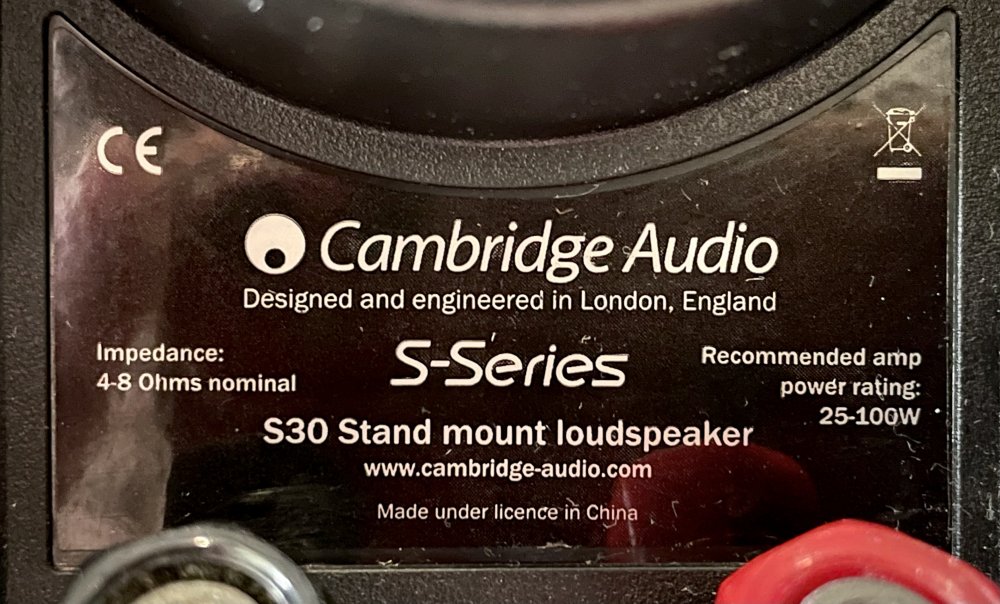 CE
Cambridge Audio
Designed and engineered in London, England
Impedance:
4-8 Ohms nominal
S-Series
Recommended amp
power rating:
25-100W
S30 Stand mount loudspeaker
www.cambridge-audio.com
Made under licence in China